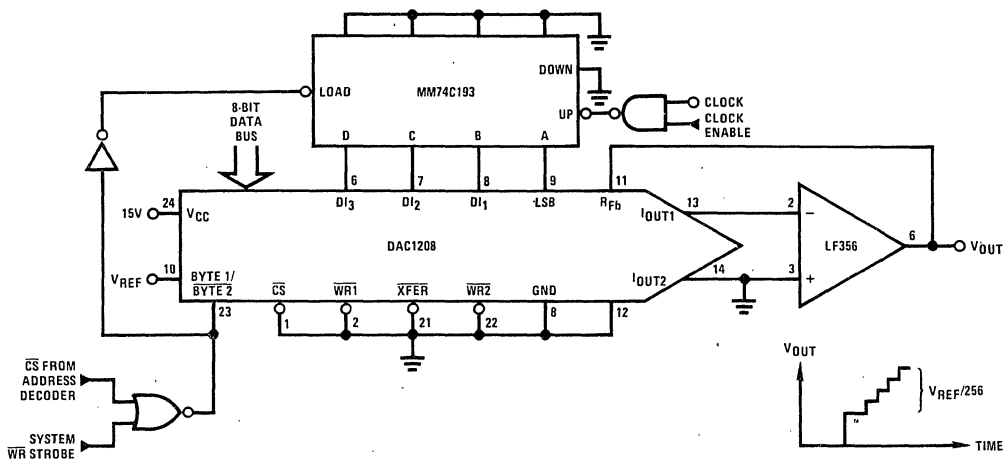 LOAD
MM74C193
DOWN
UP
CLOCK
CLOCK
ENABLE
8-BIT
DATA
BUS
D
C
B
A
6
7
8
9
11
DI3
DI2
DI1
LSB
RFb
24
15V
VCC
DAC1208
IOUT1
13
2
−
LF356
6
VOUT
VREF
10
BYTE 1/
BYTE 2
CS
WR1
XFER
WR2
GND
IOUT2
14
3
+
23
1
2
21
22
8
12
CS FROM
ADDRESS
DECODER
SYSTEM
WR STROBE
VOUT
VREF/256
TIME